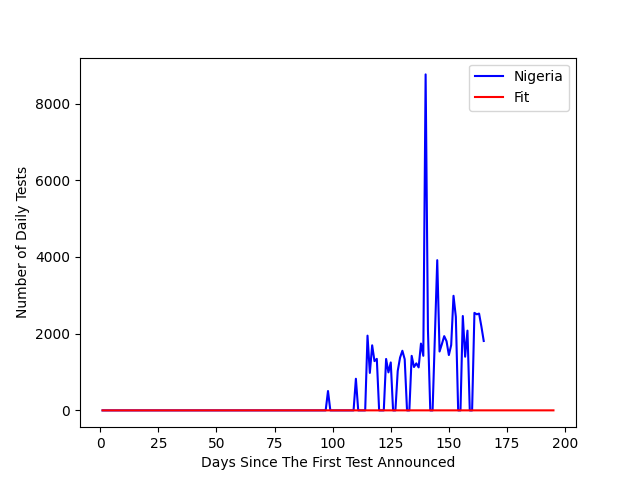 Nigeria
Fit
8000
6000
4000
2000
0
Number of Daily Tests
0 25 50 75 100 125 150 175 200
Days Since The First Test Announced